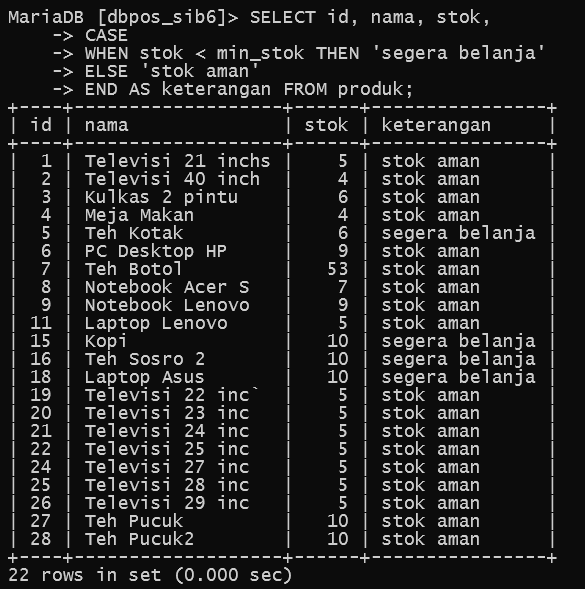 MariaDB [dbpos_sib6]> SELECT id, nama, stok,
    -> CASE
    -> WHEN stok < min_stok THEN 'segera belanja'
    -> ELSE 'stok aman'
    -> END AS keterangan FROM produk;
+----+-------------------+------+----------------+
| id | nama              | stok | keterangan     |
+----+-------------------+------+----------------+
|  1 | Televisi 21 inchs |    5 | stok aman      |
|  2 | Televisi 40 inch  |    4 | stok aman      |
|  3 | Kulkas 2 pintu    |    6 | stok aman      |
|  4 | Meja Makan        |    4 | stok aman      |
|  5 | Teh Kotak         |    6 | segera belanja |
|  6 | PC Desktop HP     |    9 | stok aman      |
|  7 | Teh Botol         |   53 | stok aman      |
|  8 | Notebook Acer S   |    7 | stok aman      |
|  9 | Notebook Lenovo   |    9 | stok aman      |
| 11 | Laptop Lenovo     |    5 | stok aman      |
| 15 | Kopi              |   10 | segera belanja |
| 16 | Teh Sosro 2       |   10 | segera belanja |
| 18 | Laptop Asus       |   10 | segera belanja |
| 19 | Televisi 22 inc`  |    5 | stok aman      |
| 20 | Televisi 23 inc   |    5 | stok aman      |
| 21 | Televisi 24 inc   |    5 | stok aman      |
| 22 | Televisi 25 inc   |    5 | stok aman      |
| 24 | Televisi 27 inc   |    5 | stok aman      |
| 25 | Televisi 28 inc   |    5 | stok aman      |
| 26 | Televisi 29 inc   |    5 | stok aman      |
| 27 | Teh Pucuk         |   10 | stok aman      |
| 28 | Teh Pucuk2        |   10 | stok aman      |
+----+-------------------+------+----------------+
22 rows in set (0.000 sec)